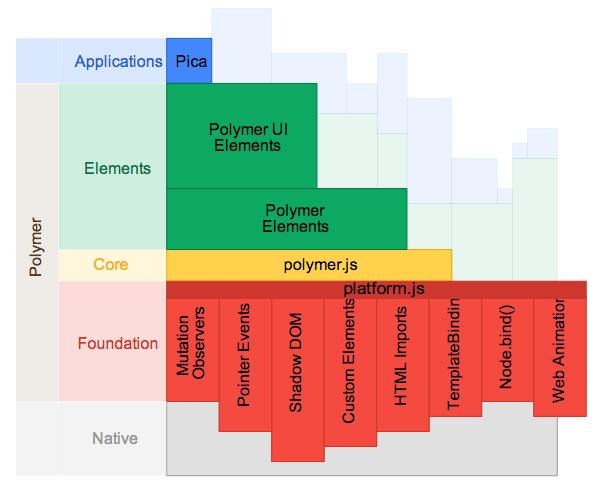 Applications
Pica
Polymer UI
Elements
Elements
Polymer
Elements
Polymer
Core
polymer.js
platform.js
Foundation
Mutation
Observers
Pointer Events
Shadow DOM
Custom Elements
HTML Imports
TemplateBindin
Node.bind()
Web Animation
Native